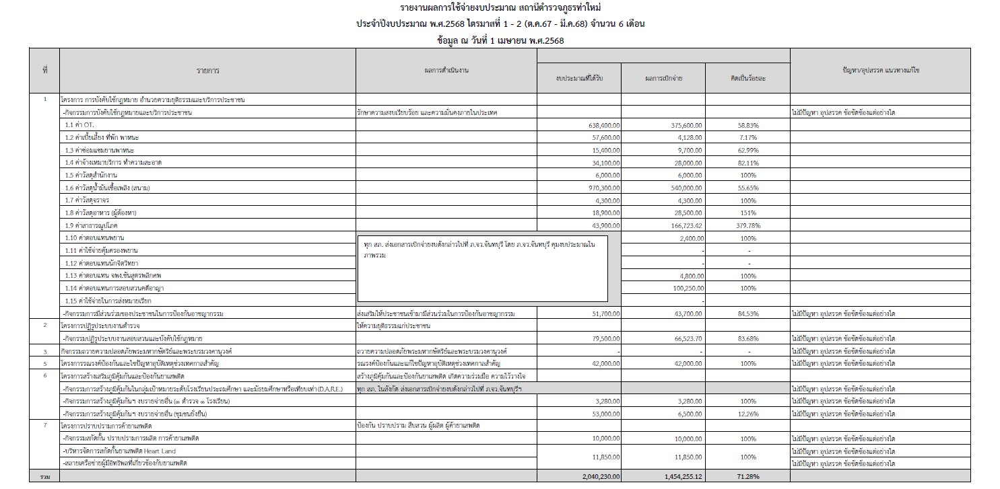 รายงานผลการใช้จ่ายงบประมาณ สถานีตำรวจภูธรท่าใหม่
ประจำปีงบประมาณ พ.ศ.2568 ไตรมาสที่ 1 - 2 (ต.ค.67 - มี.ค.68) จำนวน 6 เดือน
ข้อมูล ณ วันที่ 1 เมษายน พ.ศ.2568
ที่ รายการ ผลการดำเนินงาน งบประมาณที่ได้รับ ผลการเบิกจ่าย คิดเป็นร้อยละ ปัญหา/อุปสรรค แนวทางแก้ไข
1 โครงการ การบังคับใช้กฎหมาย อำนวยความยุติธรรมและบริการประชาชน
-กิจกรรมการบังคับใช้กฎหมายและบริการประชาชน รักษาความสงบเรียบร้อย และความมั่นคงภายในประเทศ ไม่มีปัญหา อุปสรรค ข้อขัดข้องแต่อย่างใด
1.1 ค่า OT. 638,400.00 375,600.00 58.83%
1.2 ค่าเบี้ยเลี้ยง ที่พัก พาหนะ 57,600.00 4,128.00 7.17%
1.3 ค่าซ่อมแซมยานพาหนะ 15,400.00 9,700.00 62.99%
1.4 ค่าจ้างเหมาบริการ ทำความสะอาด 34,100.00 28,000.00 82.11%
1.5 ค่าวัสดุสำนักงาน 6,000.00 6,000.00 100%
1.6 ค่าวัสดุน้ำมันเชื้อเพลิง (สนาม) 970,300.00 540,000.00 55.65%
1.7 ค่าวัสดุจราจร 4,300.00 4,300.00 100%
1.8 ค่าวัสดุอาหาร (ผู้ต้องหา) 18,900.00 28,500.00 151%
1.9 ค่าสาธารณูปโภค 43,900.00 166,723.42 379.78%
1.10 ค่าตอบแทนพยาน 2,400.00 100%
ทุก สภ. ส่งเอกสารเบิกจ่ายงบดังกล่าวไปที่ ภ.จว.จันทบุรี โดย ภ.จว.จันทบุรี คุมงบประมาณใน
ภาพรวม
1.11 ค่าใช้จ่ายคุ้มครองพยาน - -
1.12 ค่าตอบแทนนักจิตวิทยา - -
1.13 ค่าตอบแทน จพง.ชันสูตรพลิกศพ 4,800.00 100%
1.14 ค่าตอบแทนการสอบสวนคดีอาญา 100,250.00 100%
1.15 ค่าใช้จ่ายในการส่งหมายเรียก -
-กิจกรรมการมีส่วนร่วมของประชาชนในการป้องกันอาชญากรรม ส่งเสริมให้ประชาชนเข้ามามีส่วนร่วมในการป้องกันอาชญากรรม 51,700.00 43,700.00 84.53% ไม่มีปัญหา อุปสรรค ข้อขัดข้องแต่อย่างใด
2 โครงการปฏิรูประบบงานตำรวจ ให้ความยุติธรรมแก่ประชาชน
-กิจกรรมปฏิรูประบบงานสอบสวนและบังคับใช้กฎหมาย 79,500.00 66,523.70 83.68% ไม่มีปัญหา อุปสรรค ข้อขัดข้องแต่อย่างใด
3 กิจกรรมถวายความปลอดภัยพระมหากษัตริย์และพระบรมวงศานุวงศ์ ถวายความปลอดภัยพระมหากษัตริย์และพระบรมวงศานุวงศ์ - - - ไม่มีปัญหา อุปสรรค ข้อขัดข้องแต่อย่างใด
5 โครงการรณรงค์ป้องกันและไขปัญหาอุบัติเหตุช่วงเทศกาลสำคัญ รณรงค์ป้องกันและแก้ไขปัญหาอุบัติเหตุช่วงเทศกาลสำคัญ 42,000.00 42,000.00 100% ไม่มีปัญหา อุปสรรค ข้อขัดข้องแต่อย่างใด
6 โครงการสร้างเสริมภูมิคุ้มกันและป้องกันยาเสพติด สร้างภูมิคุ้มกันและป้องกันยาเสพติด เกิดความร่วมมือ ความไว้วางใจ
-กิจกรรมการสร้างภูมิคุ้มกันในกลุ่มเป้าหมายระดับโรงเรียนประถมศึกษา และมัธยมศึกษาหรือเทียบเท่า (D.A.R.E.) ทุก สภ. ในสังกัด ส่งเอกสารเบิกจ่ายงบดังกล่าวไปที่ ภ.จว.จันทบุรีฯ ไม่มีปัญหา อุปสรรค ข้อขัดข้องแต่อย่างใด
-กิจกรรมการสร้างภูมิคุ้มกันฯ งบรายจ่ายอื่น (๑ ตำรวจ ๑ โรงเรียน) 3,280.00 3,280.00 100% ไม่มีปัญหา อุปสรรค ข้อขัดข้องแต่อย่างใด
-กิจกรรมการสร้างภูมิคุ้มกันฯ งบรายจ่ายอื่น (ชุมชนยั่งยืน) 53,000.00 6,500.00 12.26% ไม่มีปัญหา อุปสรรค ข้อขัดข้องแต่อย่างใด
7 โครงการปราบปรามการค้ายาเสพติด ป้องกัน ปราบปราม สืบสวน ผู้ผลิต ผู้ค้ายาเสพติด
-กิจกรรมสกัดกั้น ปราบปรามการผลิต การค้ายาเสพติด 10,000.00 10,000.00 100% ไม่มีปัญหา อุปสรรค ข้อขัดข้องแต่อย่างใด
-บริหารจัดการสกัดกั้นยาเสพติด Heart Land ไม่มีปัญหา อุปสรรค ข้อขัดข้องแต่อย่างใด
11,850.00 11,850.00 100%
-สลายเครือข่ายผู้มีอิทธิพลที่เกี่ยวข้องกับยาเสพติด ไม่มีปัญหา อุปสรรค ข้อขัดข้องแต่อย่างใด
รวม 2,040,230.00 1,454,255.12 71.28%